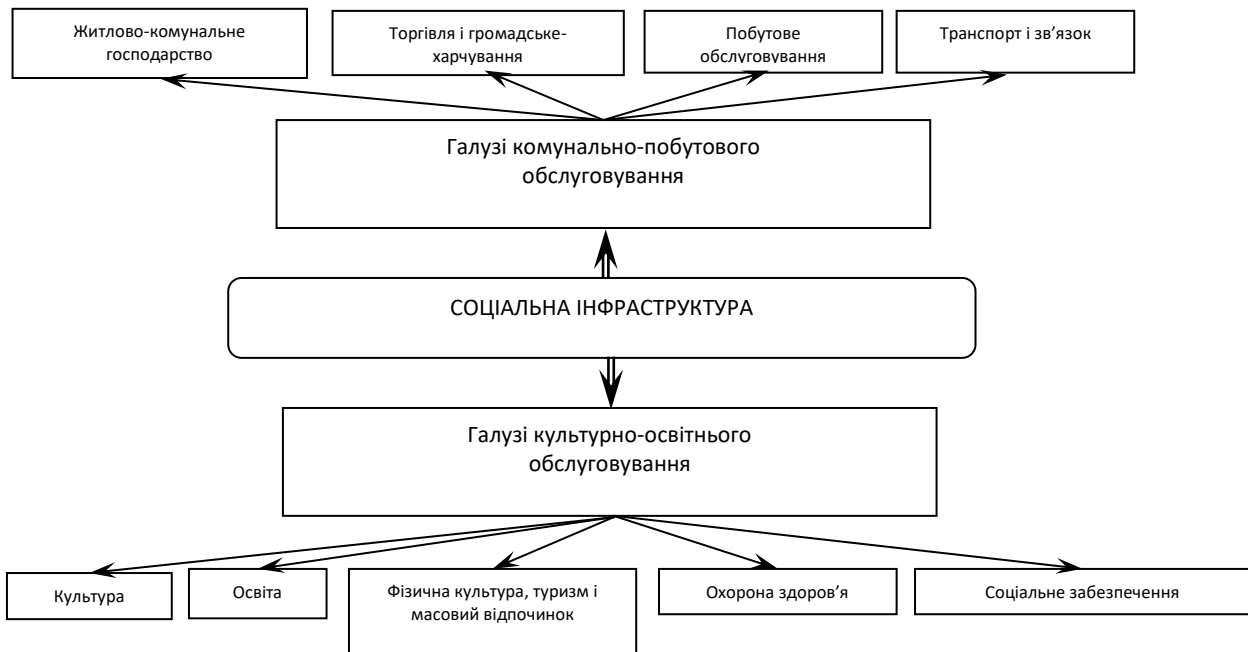 Житлово-комунальне
господарство
Торгівля і громадське-
харчування
Побутове
обслуговування
Транспорт і зв’язок
Галузі комунально-побутового
обслуговування
СОЦІАЛЬНА ІНФРАСТРУКТУРА
Галузі культурно-освітнього
обслуговування
Культура
Освіта
Фізична культура, туризм і
масовий відпочинок
Охорона здоров’я
Соціальне забезпечення